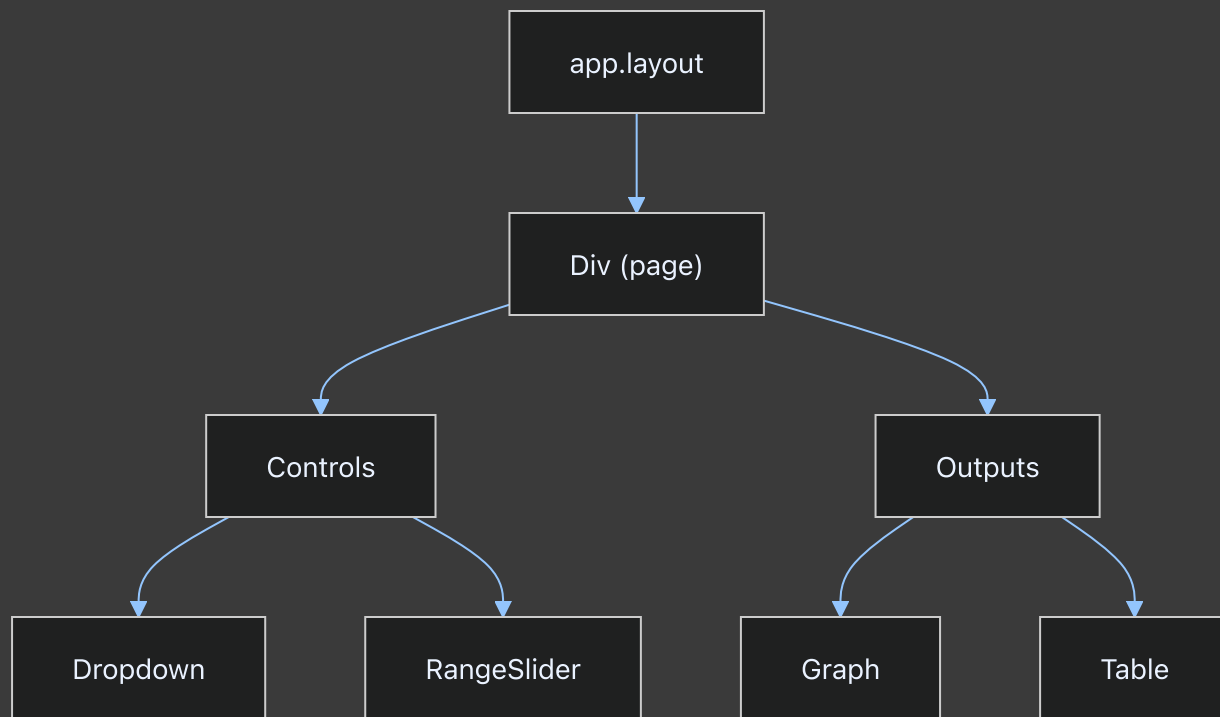 app.layout
Div (page)
Controls
Outputs
Dropdown
RangeSlider
Graph
Table